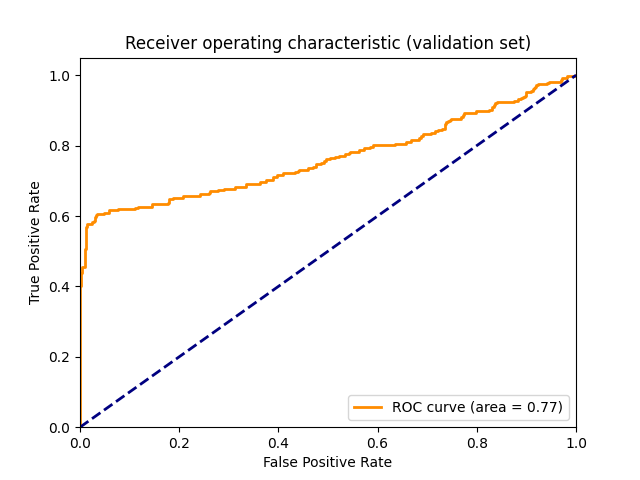 Receiver operating characteristic (validation set)
1.0
0.8
0.6
0.4
0.2
0.0
True Positive Rate
0.0 0.2 0.4 0.6 0.8 1.0
False Positive Rate
ROC curve (area = 0.77)